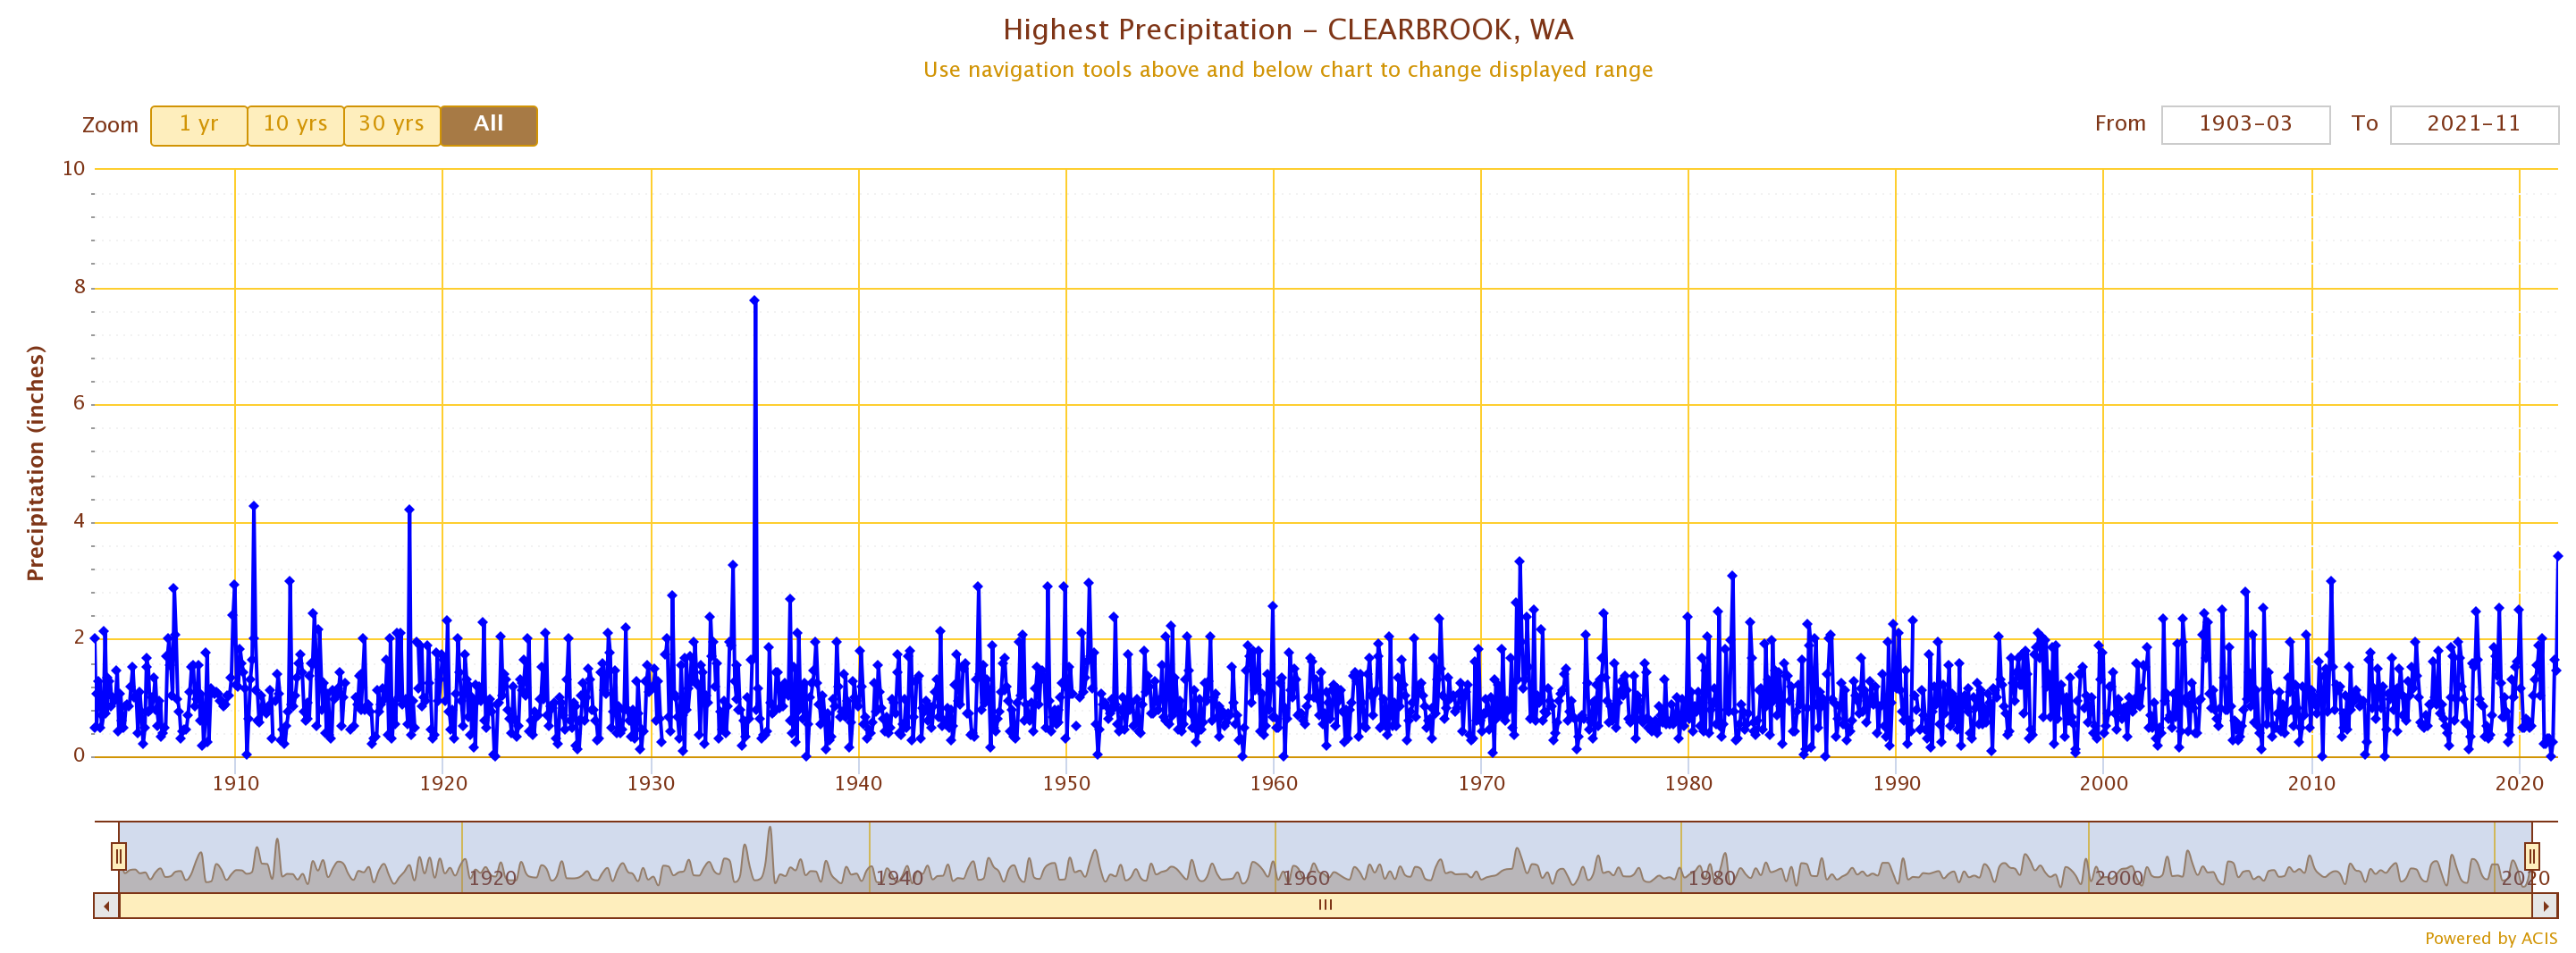 Highest Precipitation - CLEARBROOK, WA
Use navigation tools above and below chart to change displayed range
Zoom 1 yr 10 yrs 30 yrs All From 1903-03 To 2021-11
Precipitation (inches)
10
8
6
4
2
0
1910 1920 1930 1940 1950 1960 1970 1980 1990 2000 2010 2020
1920 1940 1960 1980 2000 2020
Powered by ACIS